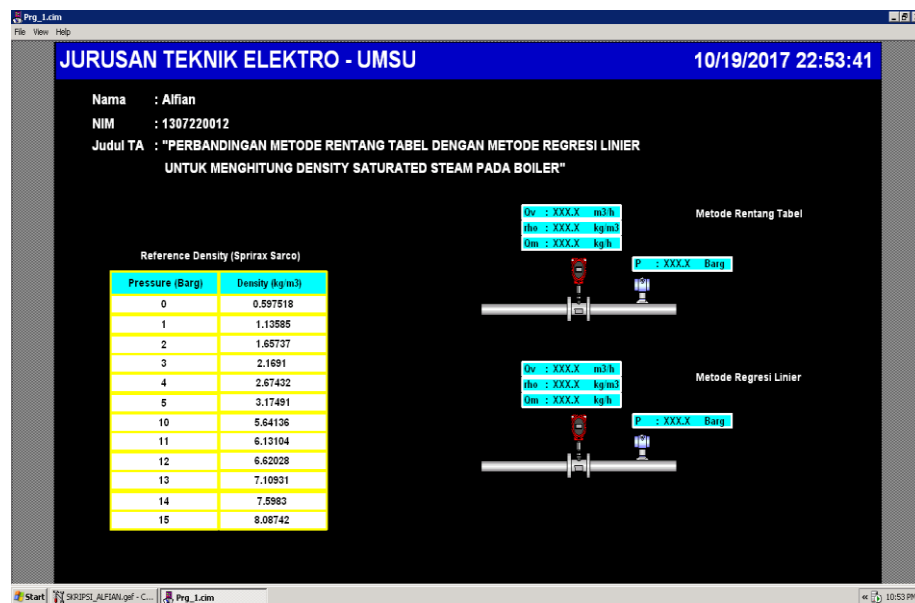 Prg_1.cim
File View Help
JURUSAN TEKNIK ELEKTRO - UMSU 10/19/2017 22:53:41
Nama : Alfian
NIM : 1307220012
Judul TA : "PERBANDINGAN METODE RENTANG TABEL DENGAN METODE REGRESI LINIER
UNTUK MENGHITUNG DENSITY SATURATED STEAM PADA BOILER"
Reference Density (Sprirax Sarco)
Pressure (Barg) Density (kg/m3)
0 0.597518
1 1.13585
2 1.65737
3 2.1691
4 2.67432
5 3.17491
10 5.64136
11 6.13104
12 6.62028
13 7.10931
14 7.5983
15 8.08742
Qv : XXX.X m3/h
rho : XXX.X kg/m3
Qm : XXX.X kg/h
Metode Rentang Tabel
P : XXX.X Barg
Qv : XXX.X m3/h
rho : XXX.X kg/m3
Qm : XXX.X kg/h
Metode Regresi Linier
P : XXX.X Barg
Start SKRIPSI_ALFIAN.gef - C... Prg_1.cim « 10:53 PM